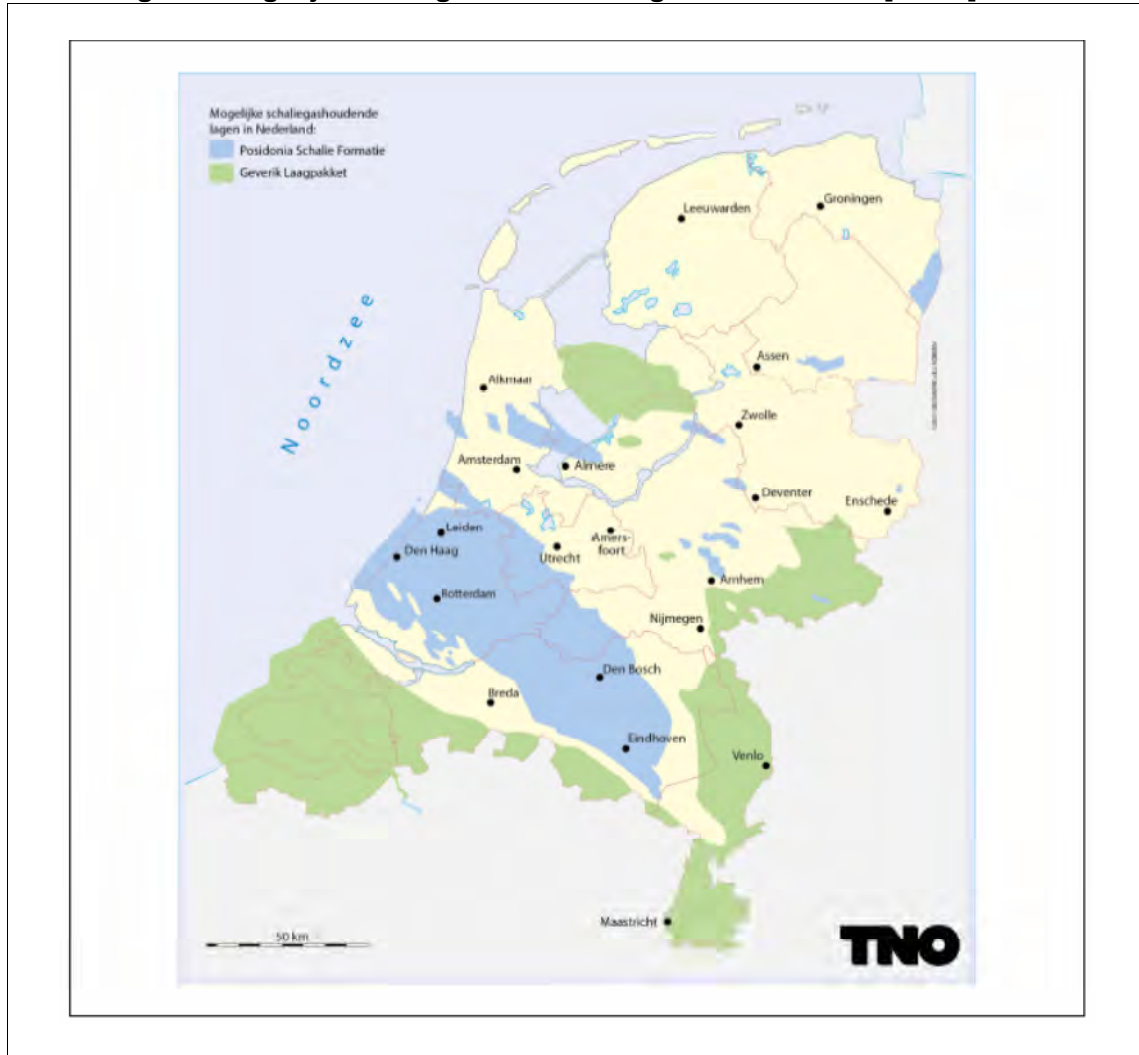 Mogelijke schaliegashoudende
lagen in Nederland:
Posidonia Schalie Formatie
Geverik Laagpakket
Noordzee
Leeuwarden
Groningen
Assen
Alkmaar
Zwolle
Amsterdam
Almere
Deventer
Enschede
Leiden
Den Haag
Utrecht
Amers-
foort
Arnhem
Rotterdam
Nijmegen
Den Bosch
Breda
Eindhoven
Venlo
Maastricht
50 km
TNO